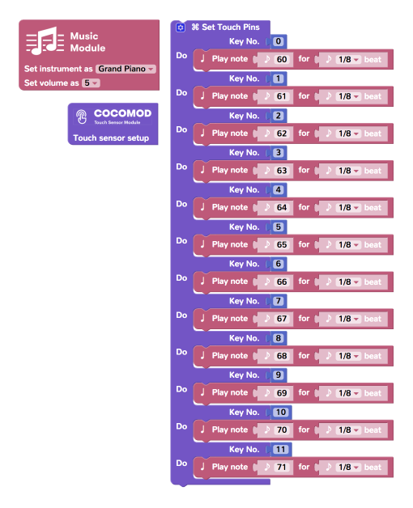 Music
Module
Set instrument as Grand Piano
Set volume as 5
COCOMOD
Touch Sensor Module
Touch sensor setup
⌘ Set Touch Pins
Key No. 0
Do Play note 60 for 1/8 beat
Key No. 1
Do Play note 61 for 1/8 beat
Key No. 2
Do Play note 62 for 1/8 beat
Key No. 3
Do Play note 63 for 1/8 beat
Key No. 4
Do Play note 64 for 1/8 beat
Key No. 5
Do Play note 65 for 1/8 beat
Key No. 6
Do Play note 66 for 1/8 beat
Key No. 7
Do Play note 67 for 1/8 beat
Key No. 8
Do Play note 68 for 1/8 beat
Key No. 9
Do Play note 69 for 1/8 beat
Key No. 10
Do Play note 70 for 1/8 beat
Key No. 11
Do Play note 71 for 1/8 beat